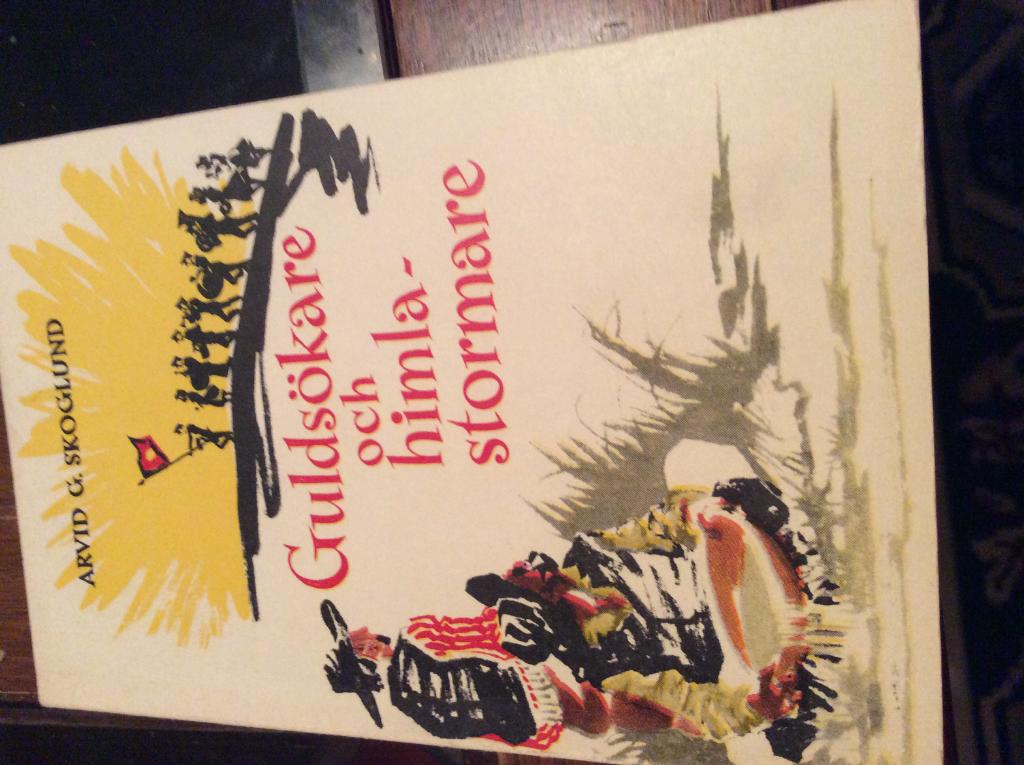 ARVID G. SKOGLUND
Guldsökare
och
himla-
stormare